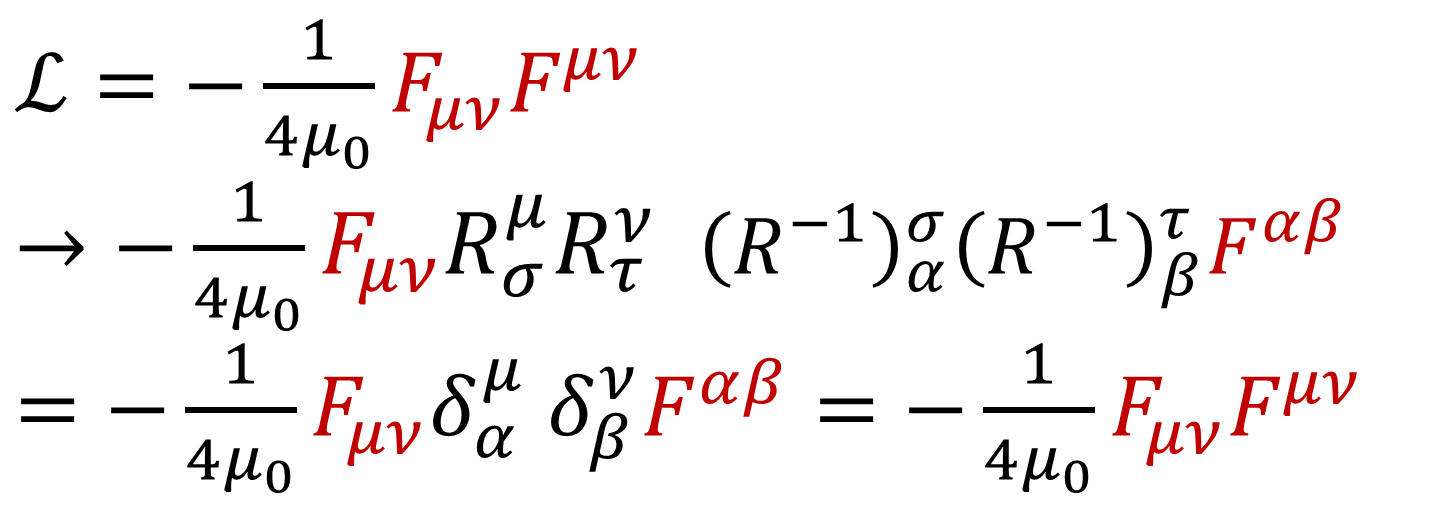 ℒ = − 1/(4μ₀) F_{μν} F^{μν}
→ − 1/(4μ₀) F_{μν} R^μ_σ R^ν_τ (R^{−1})^σ_α (R^{−1})^τ_β F^{αβ}
= − 1/(4μ₀) F_{μν} δ^μ_α δ^ν_β F^{αβ} = − 1/(4μ₀) F_{μν} F^{μν}